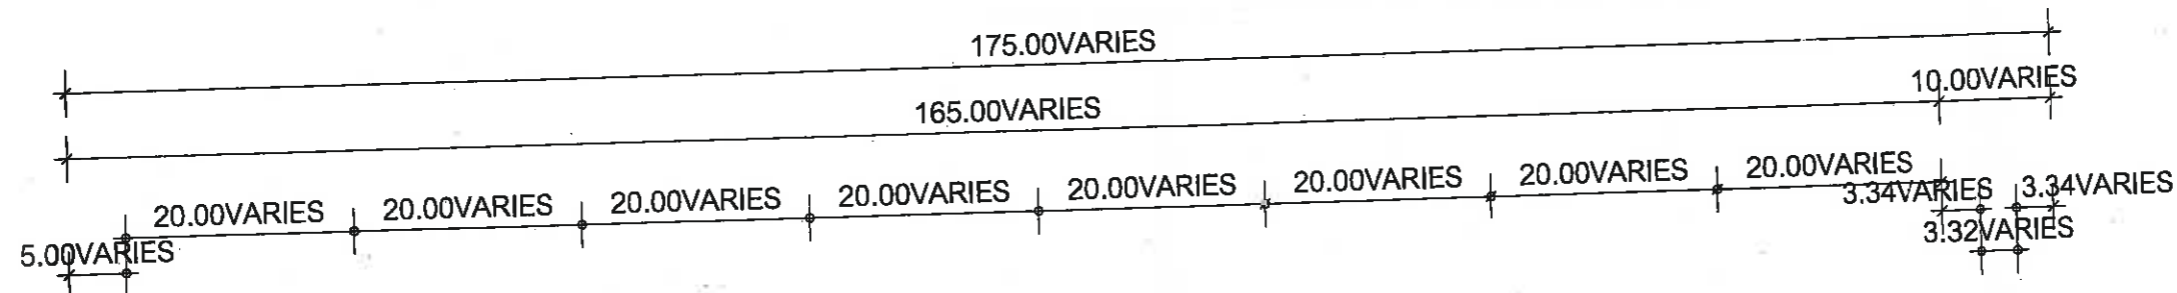 175.00VARIES
10.00VARIES
165.00VARIES
20.00VARIES 20.00VARIES 20.00VARIES 20.00VARIES 20.00VARIES 20.00VARIES 20.00VARIES 20.00VARIES
3.34VARIES 3.34VARIES
3.32VARIES
5.00VARIES